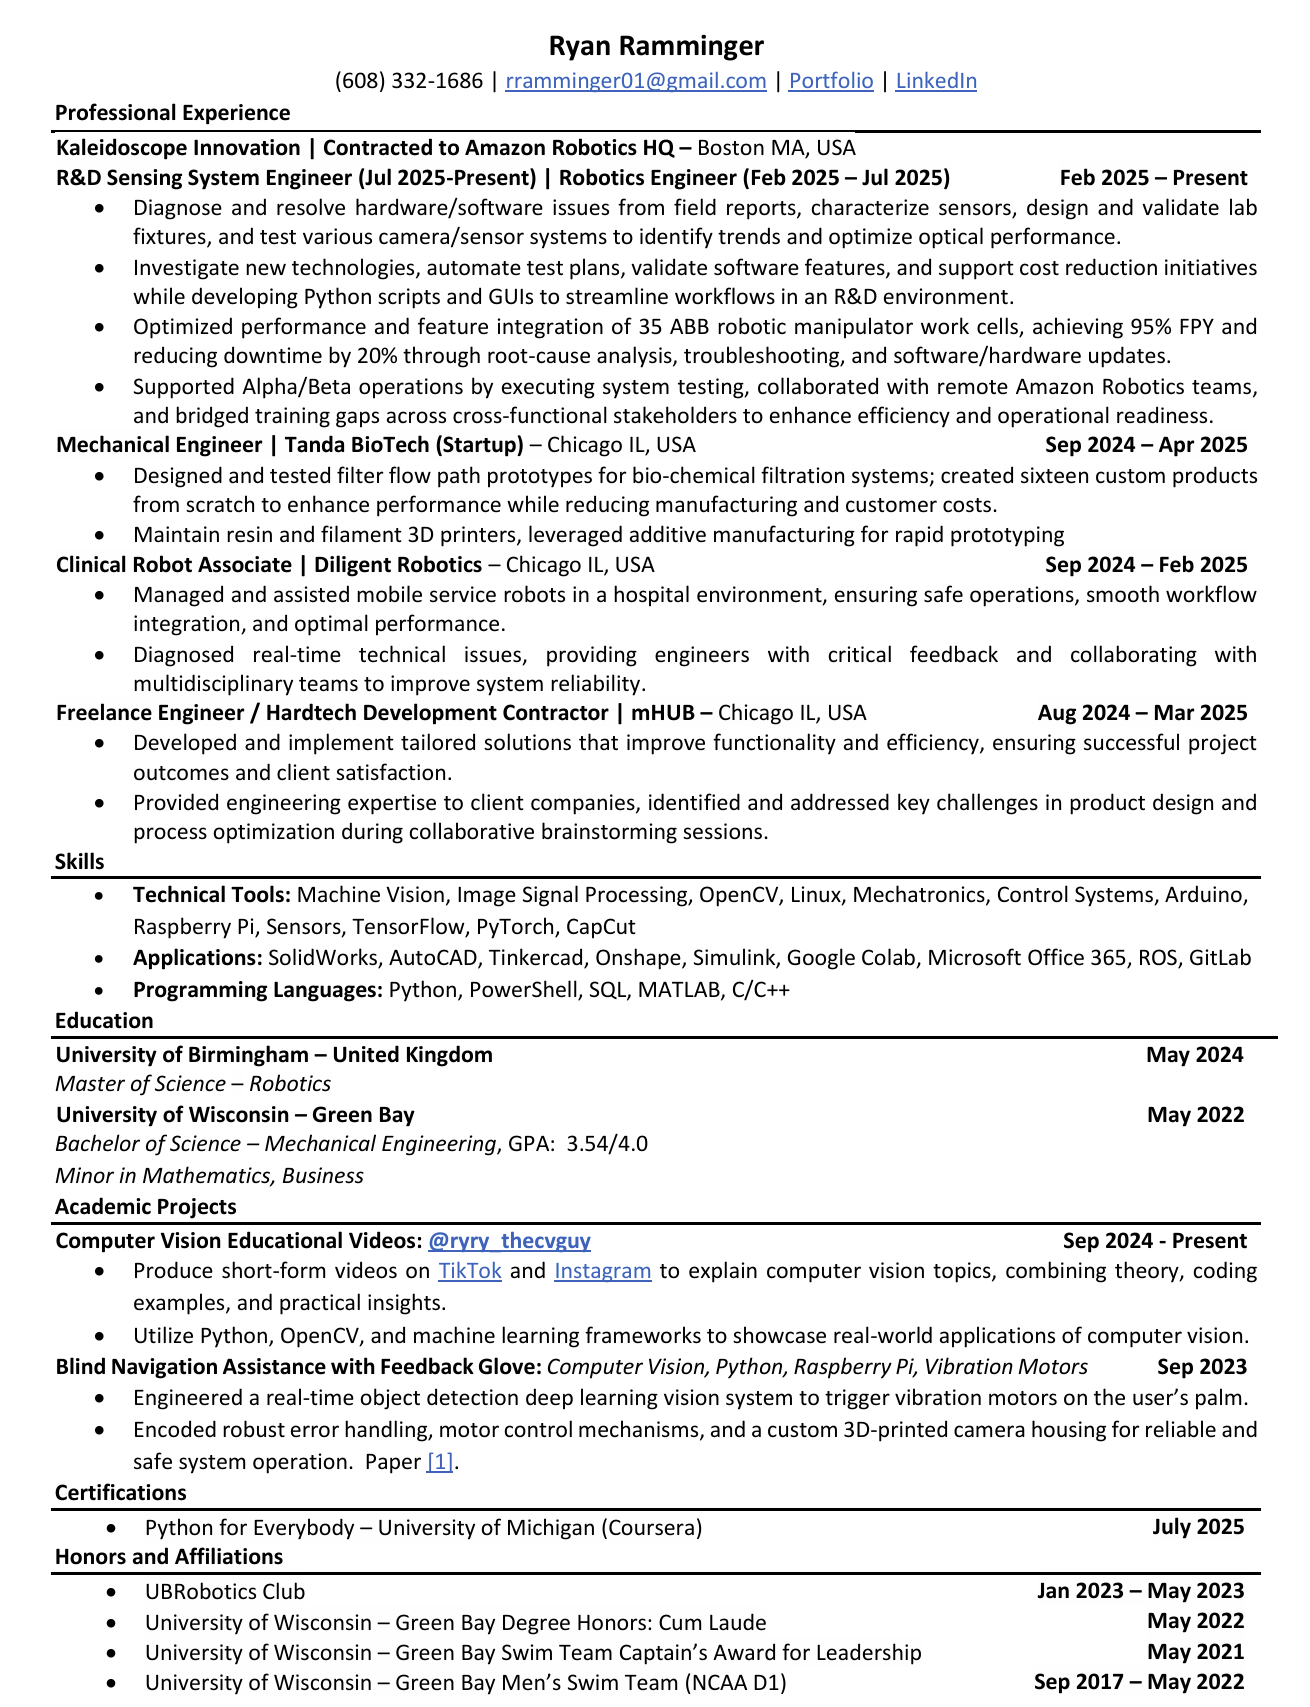 Ryan Ramminger
(608) 332-1686 | rramminger01@gmail.com | Portfolio | LinkedIn
Professional Experience
Kaleidoscope Innovation | Contracted to Amazon Robotics HQ – Boston MA, USA
R&D Sensing System Engineer (Jul 2025-Present) | Robotics Engineer (Feb 2025 – Jul 2025) Feb 2025 – Present
• Diagnose and resolve hardware/software issues from field reports, characterize sensors, design and validate lab
fixtures, and test various camera/sensor systems to identify trends and optimize optical performance.
• Investigate new technologies, automate test plans, validate software features, and support cost reduction initiatives
while developing Python scripts and GUIs to streamline workflows in an R&D environment.
• Optimized performance and feature integration of 35 ABB robotic manipulator work cells, achieving 95% FPY and
reducing downtime by 20% through root-cause analysis, troubleshooting, and software/hardware updates.
• Supported Alpha/Beta operations by executing system testing, collaborated with remote Amazon Robotics teams,
and bridged training gaps across cross-functional stakeholders to enhance efficiency and operational readiness.
Mechanical Engineer | Tanda BioTech (Startup) – Chicago IL, USA Sep 2024 – Apr 2025
• Designed and tested filter flow path prototypes for bio-chemical filtration systems; created sixteen custom products
from scratch to enhance performance while reducing manufacturing and customer costs.
• Maintain resin and filament 3D printers, leveraged additive manufacturing for rapid prototyping
Clinical Robot Associate | Diligent Robotics – Chicago IL, USA Sep 2024 – Feb 2025
• Managed and assisted mobile service robots in a hospital environment, ensuring safe operations, smooth workflow
integration, and optimal performance.
• Diagnosed real-time technical issues, providing engineers with critical feedback and collaborating with
multidisciplinary teams to improve system reliability.
Freelance Engineer / Hardtech Development Contractor | mHUB – Chicago IL, USA Aug 2024 – Mar 2025
• Developed and implement tailored solutions that improve functionality and efficiency, ensuring successful project
outcomes and client satisfaction.
• Provided engineering expertise to client companies, identified and addressed key challenges in product design and
process optimization during collaborative brainstorming sessions.
Skills
• Technical Tools: Machine Vision, Image Signal Processing, OpenCV, Linux, Mechatronics, Control Systems, Arduino,
Raspberry Pi, Sensors, TensorFlow, PyTorch, CapCut
• Applications: SolidWorks, AutoCAD, Tinkercad, Onshape, Simulink, Google Colab, Microsoft Office 365, ROS, GitLab
• Programming Languages: Python, PowerShell, SQL, MATLAB, C/C++
Education
University of Birmingham – United Kingdom May 2024
Master of Science – Robotics
University of Wisconsin – Green Bay May 2022
Bachelor of Science – Mechanical Engineering, GPA: 3.54/4.0
Minor in Mathematics, Business
Academic Projects
Computer Vision Educational Videos: @ryry_thecvguy Sep 2024 - Present
• Produce short-form videos on TikTok and Instagram to explain computer vision topics, combining theory, coding
examples, and practical insights.
• Utilize Python, OpenCV, and machine learning frameworks to showcase real-world applications of computer vision.
Blind Navigation Assistance with Feedback Glove: Computer Vision, Python, Raspberry Pi, Vibration Motors Sep 2023
• Engineered a real-time object detection deep learning vision system to trigger vibration motors on the user’s palm.
• Encoded robust error handling, motor control mechanisms, and a custom 3D-printed camera housing for reliable and
safe system operation. Paper [1].
Certifications
• Python for Everybody – University of Michigan (Coursera) July 2025
Honors and Affiliations
• UBRobotics Club Jan 2023 – May 2023
• University of Wisconsin – Green Bay Degree Honors: Cum Laude May 2022
• University of Wisconsin – Green Bay Swim Team Captain’s Award for Leadership May 2021
• University of Wisconsin – Green Bay Men’s Swim Team (NCAA D1) Sep 2017 – May 2022